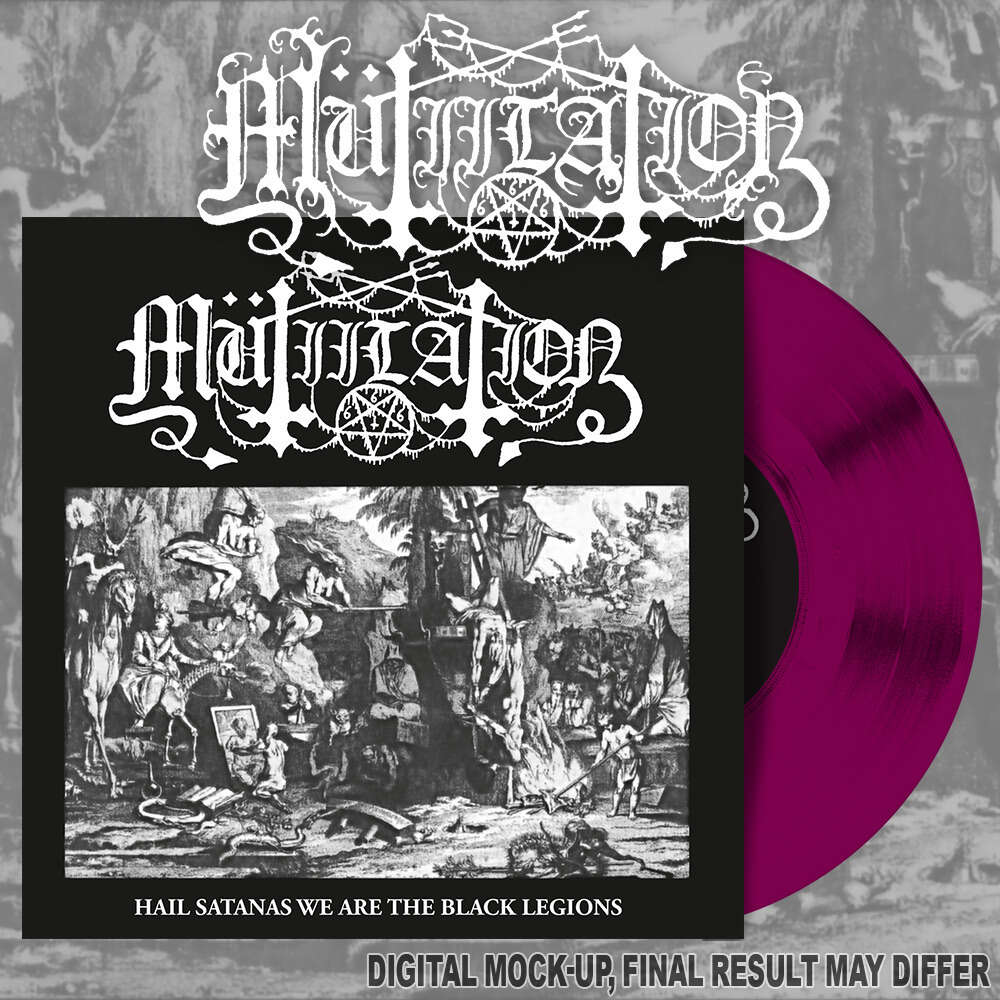 MÜTIILATION
MÜTIILATION
HAIL SATANAS WE ARE THE BLACK LEGIONS
DIGITAL MOCK-UP, FINAL RESULT MAY DIFFER